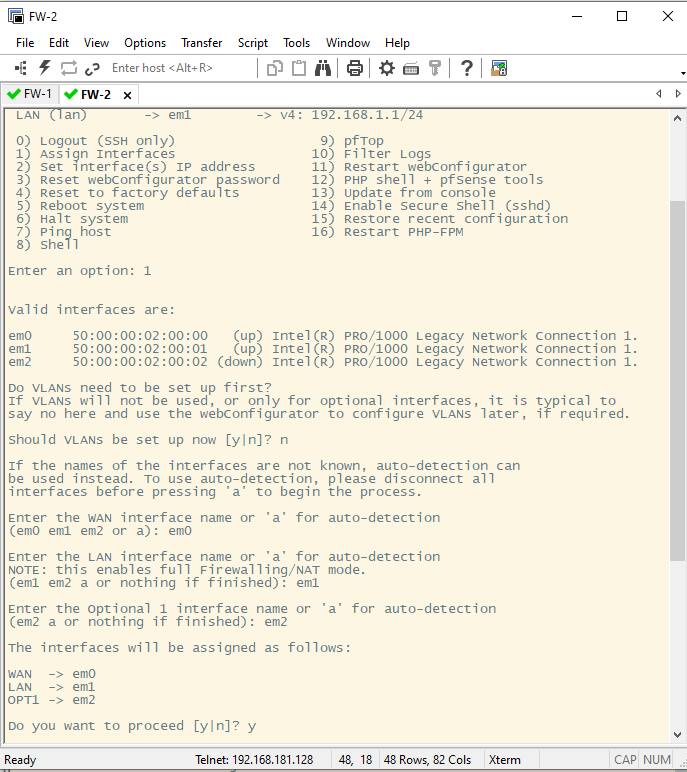 FW-2
File Edit View Options Transfer Script Tools Window Help
Enter host <Alt+R>
FW-1 FW-2
LAN (lan)       -> em1        -> v4: 192.168.1.1/24
0) Logout (SSH only)                  9) pfTop
1) Assign Interfaces                 10) Filter Logs
2) Set interface(s) IP address       11) Restart webConfigurator
3) Reset webConfigurator password    12) PHP shell + pfSense tools
4) Reset to factory defaults         13) Update from console
5) Reboot system                     14) Enable Secure Shell (sshd)
6) Halt system                       15) Restore recent configuration
7) Ping host                         16) Restart PHP-FPM
8) Shell
Enter an option: 1
Valid interfaces are:
em0     50:00:00:02:00:00   (up) Intel(R) PRO/1000 Legacy Network Connection 1.
em1     50:00:00:02:00:01   (up) Intel(R) PRO/1000 Legacy Network Connection 1.
em2     50:00:00:02:00:02 (down) Intel(R) PRO/1000 Legacy Network Connection 1.
Do VLANs need to be set up first?
If VLANs will not be used, or only for optional interfaces, it is typical to
say no here and use the webConfigurator to configure VLANs later, if required.
Should VLANs be set up now [y|n]? n
If the names of the interfaces are not known, auto-detection can
be used instead. To use auto-detection, please disconnect all
interfaces before pressing 'a' to begin the process.
Enter the WAN interface name or 'a' for auto-detection
(em0 em1 em2 or a): em0
Enter the LAN interface name or 'a' for auto-detection
NOTE: this enables full Firewalling/NAT mode.
(em1 em2 a or nothing if finished): em1
Enter the Optional 1 interface name or 'a' for auto-detection
(em2 a or nothing if finished): em2
The interfaces will be assigned as follows:
WAN  -> em0
LAN  -> em1
OPT1 -> em2
Do you want to proceed [y|n]? y
Ready Telnet: 192.168.181.128 48, 18 48 Rows, 82 Cols Xterm CAP NUM